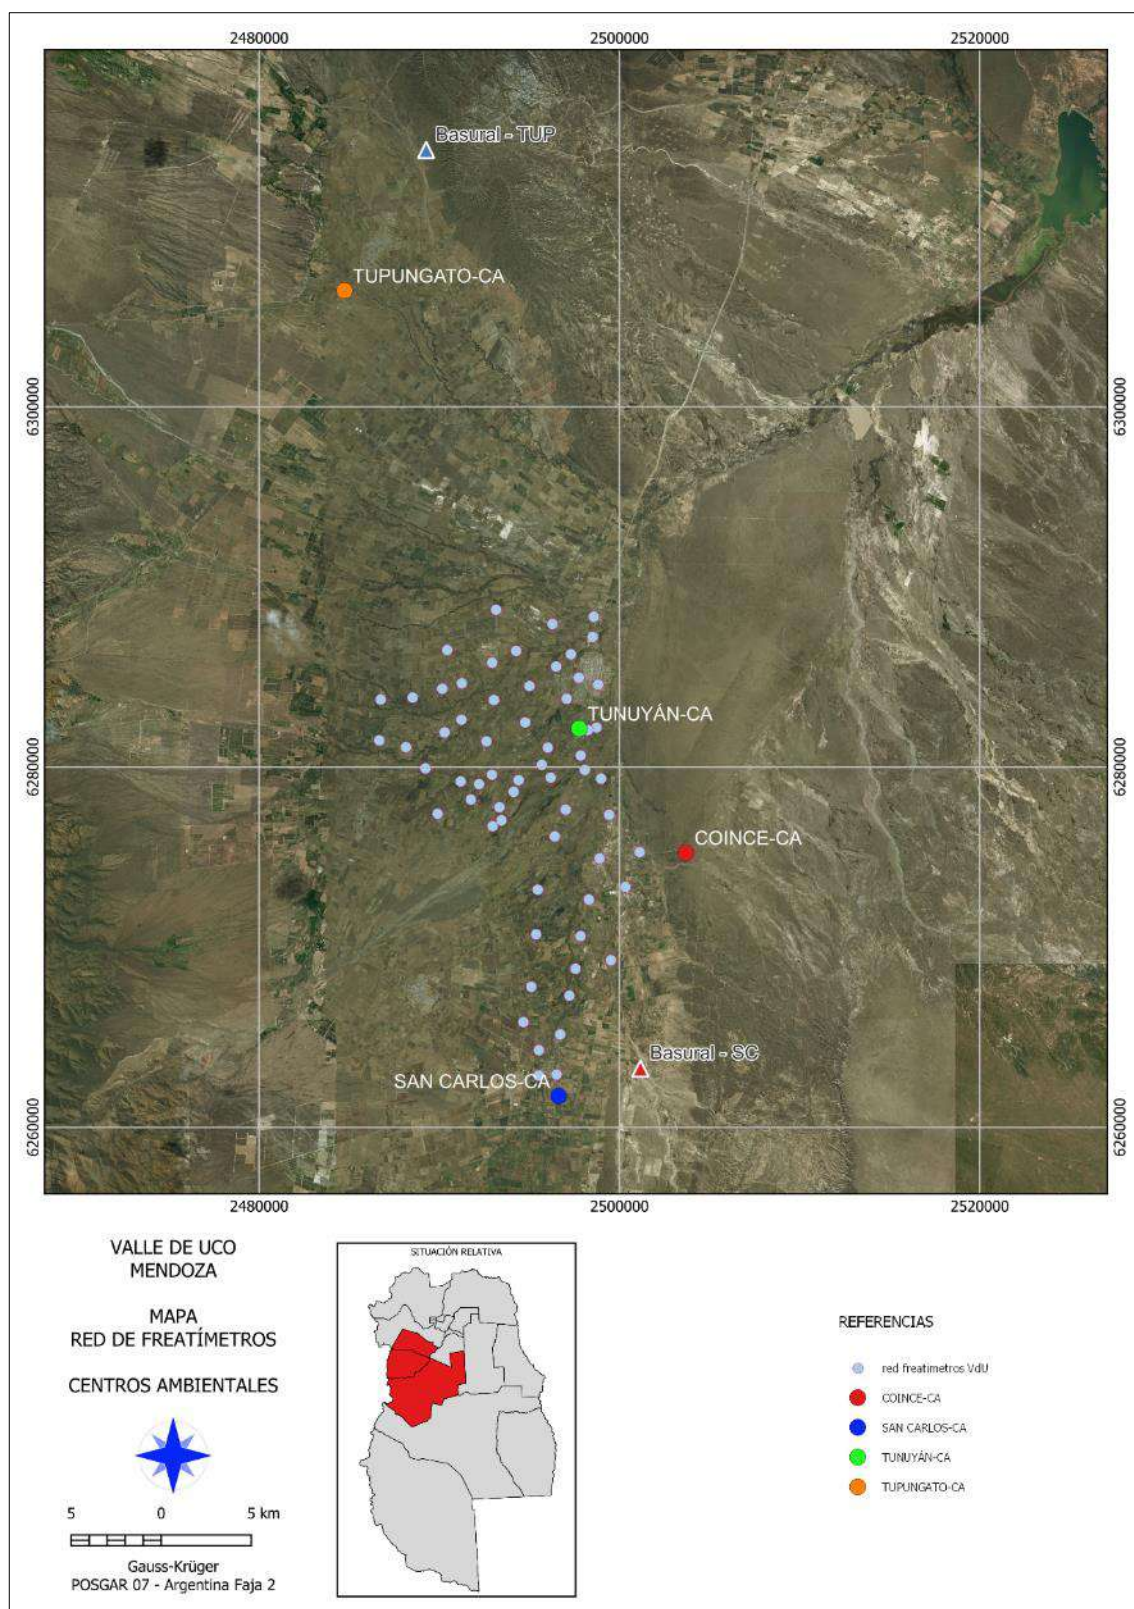 2480000 2500000 2520000
Basural - TUP
TUPUNGATO-CA
6300000 6300000
TUNUYÁN-CA
6280000 6280000
COINCE-CA
Basural - SC
SAN CARLOS-CA
6260000 6260000
2480000 2500000 2520000
VALLE DE UCO
MENDOZA
MAPA
RED DE FREATÍMETROS
CENTROS AMBIENTALES
5 0 5 km
Gauss-Krüger
POSGAR 07 - Argentina Faja 2
SITUACIÓN RELATIVA
REFERENCIAS
red freatimetros VdU
COINCE-CA
SAN CARLOS-CA
TUNUYÁN-CA
TUPUNGATO-CA